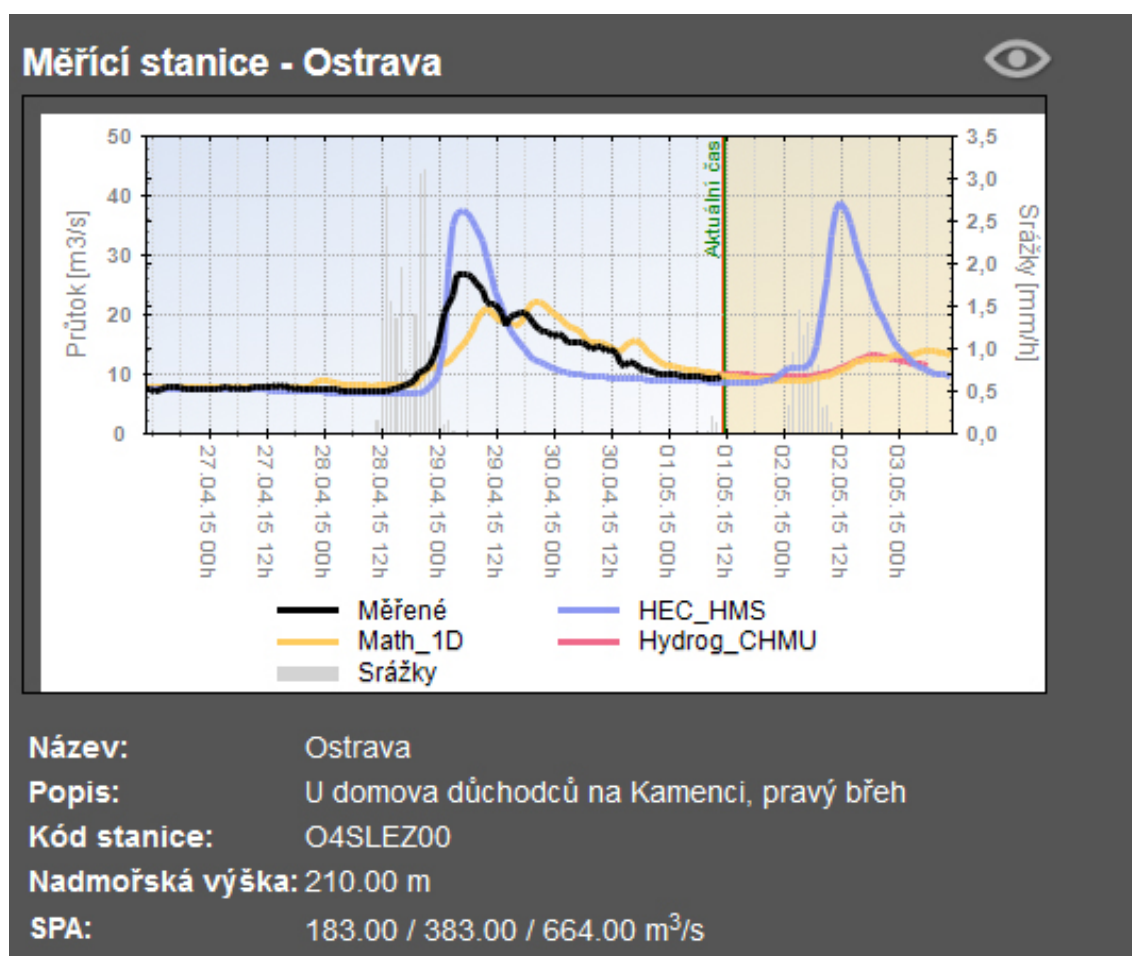 Měřící stanice - Ostrava
50
40
30
20
10
0
Průtok [m3/s]
Aktuální čas
3,5
3,0
2,5
2,0
1,5
1,0
0,5
0,0
Srážky [mm/h]
27.04.15 00h
27.04.15 12h
28.04.15 00h
28.04.15 12h
29.04.15 00h
29.04.15 12h
30.04.15 00h
30.04.15 12h
01.05.15 00h
01.05.15 12h
02.05.15 00h
02.05.15 12h
03.05.15 00h
Měřené HEC_HMS
Math_1D Hydrog_CHMU
Srážky
Název: Ostrava
Popis: U domova důchodců na Kamenci, pravý břeh
Kód stanice: O4SLEZ00
Nadmořská výška: 210.00 m
SPA: 183.00 / 383.00 / 664.00 m³/s